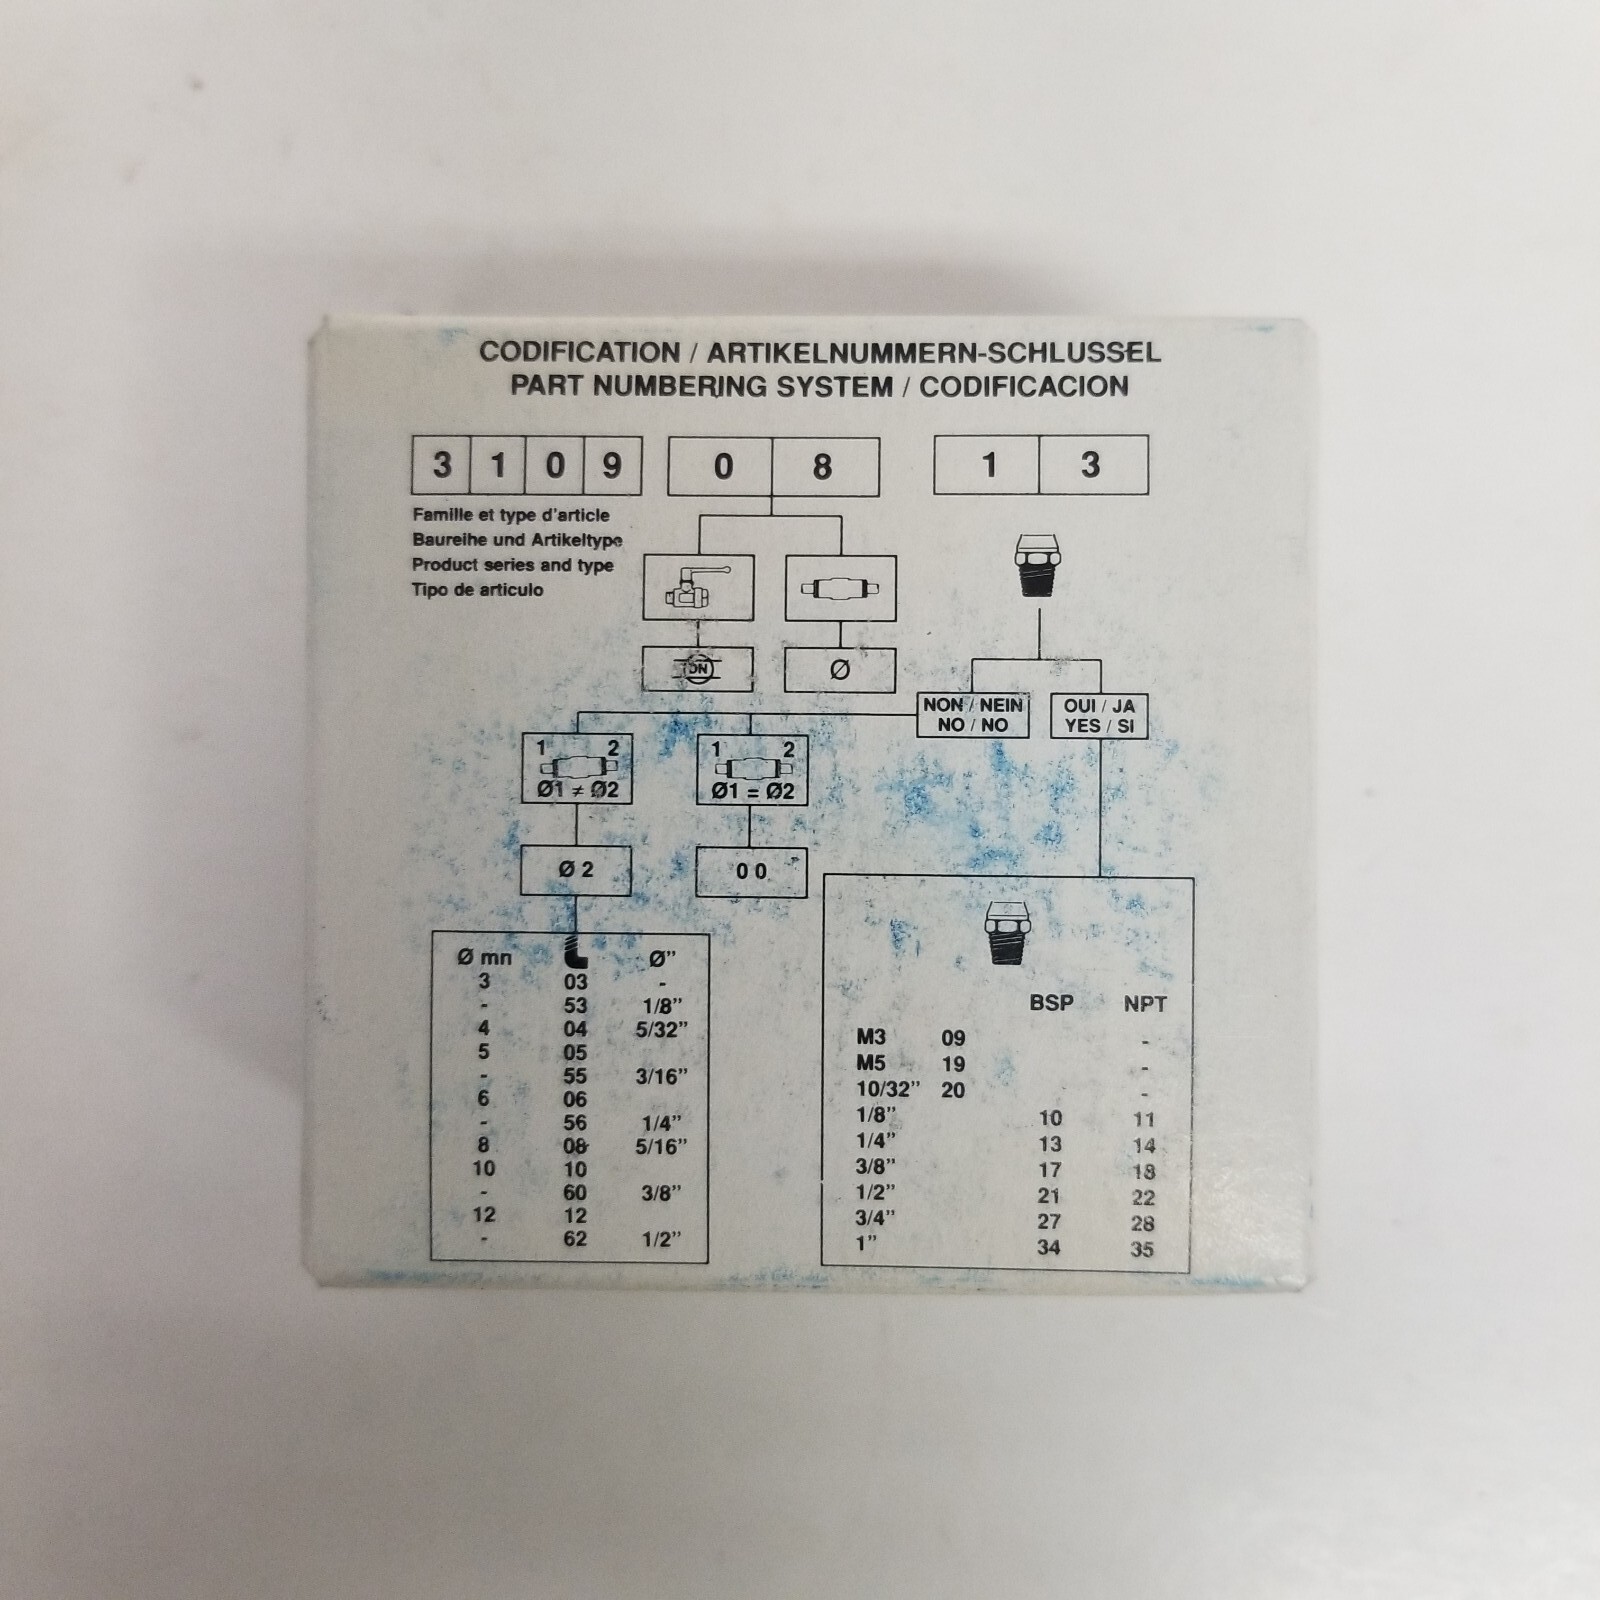 CODIFICATION / ARTIKELNUMMERN-SCHLUSSEL
PART NUMBERING SYSTEM / CODIFICACION
3 1 0 9 0 8 1 3
Famille et type d'article
Baureihe und Artikeltype
Product series and type
Tipo de articulo
DN
Ø
NON / NEIN
NO / NO
OUI / JA
YES / SI
1 2
Ø1 ≠ Ø2
1 2
Ø1 = Ø2
Ø 2
0 0
Ø mn Ø"
3 03 -
- 53 1/8"
4 04 5/32"
5 05
- 55 3/16"
6 06
- 56 1/4"
8 08 5/16"
10 10
- 60 3/8"
12 12
- 62 1/2"
BSP NPT
M3 09 -
M5 19 -
10/32" 20 -
1/8" 10 11
1/4" 13 14
3/8" 17 18
1/2" 21 22
3/4" 27 28
1" 34 35